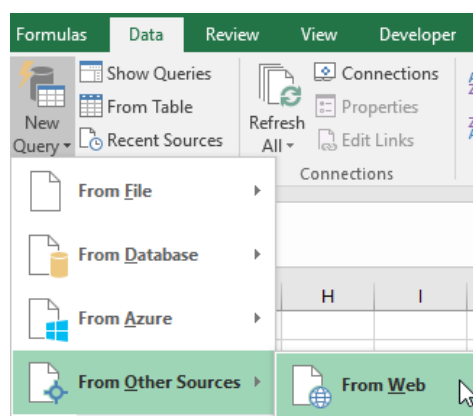 Formulas Data Review View Developer
Show Queries
From Table
Recent Sources
New
Query
Refresh
All
Connections
Properties
Edit Links
Connections
From File
From Database
From Azure
From Other Sources
From Web
H I